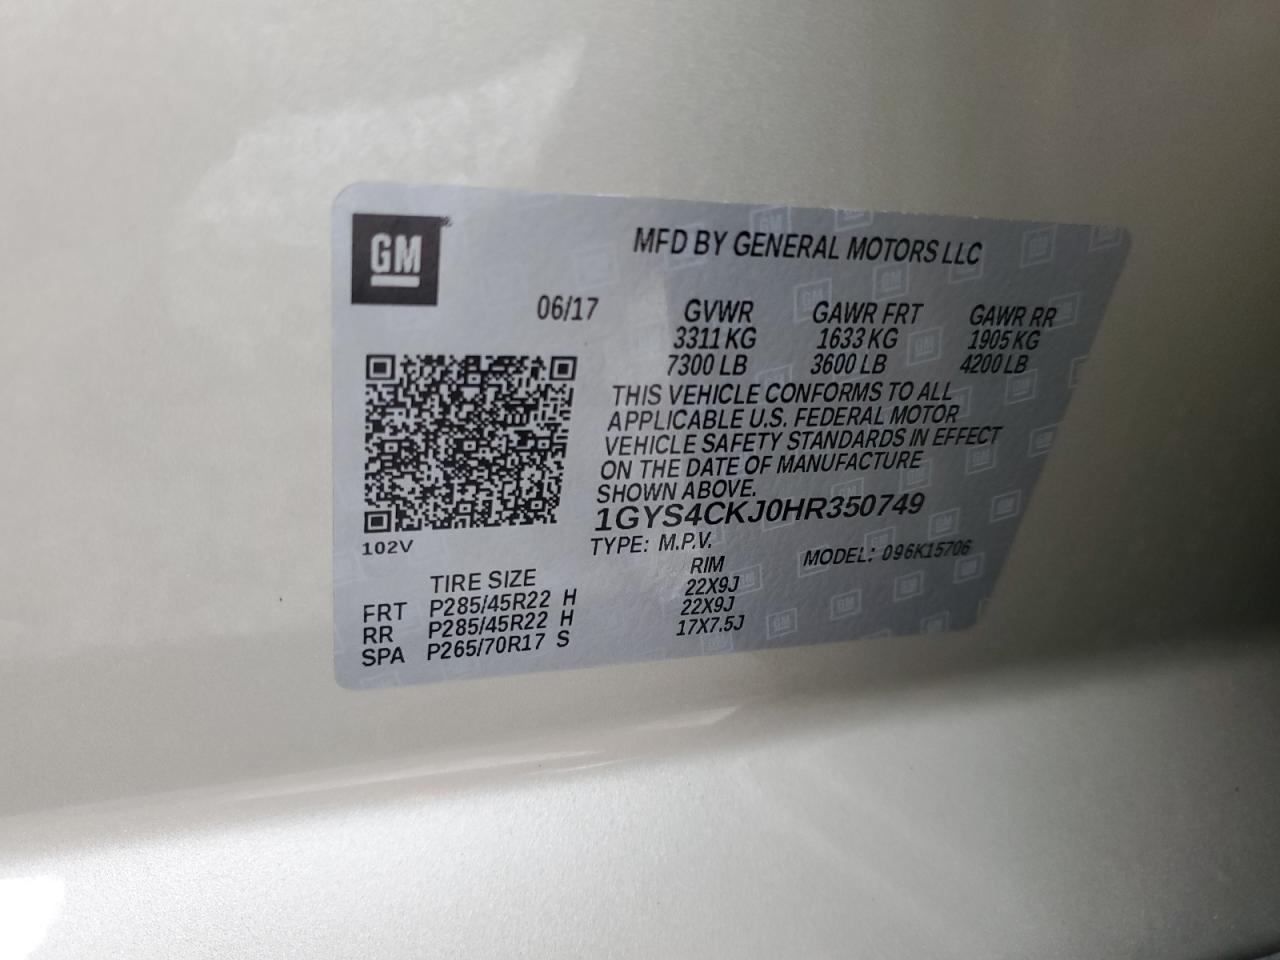 GM
MFD BY GENERAL MOTORS LLC
06/17 GVWR GAWR FRT GAWR RR
3311 KG 1633 KG 1905 KG
7300 LB 3600 LB 4200 LB
THIS VEHICLE CONFORMS TO ALL
APPLICABLE U.S. FEDERAL MOTOR
VEHICLE SAFETY STANDARDS IN EFFECT
ON THE DATE OF MANUFACTURE
SHOWN ABOVE.
1GYS4CKJ0HR350749
102V
TYPE: M.P.V. MODEL: 096K15706
TIRE SIZE RIM
FRT P285/45R22 H 22X9J
RR P285/45R22 H 22X9J
SPA P265/70R17 S 17X7.5J